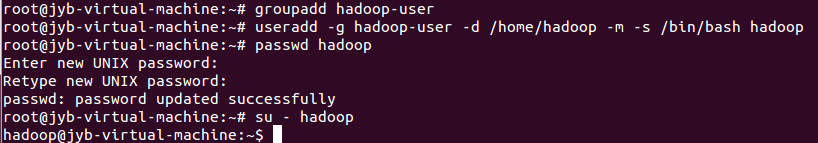 root@jyb-virtual-machine:~# groupadd hadoop-user
root@jyb-virtual-machine:~# useradd -g hadoop-user -d /home/hadoop -m -s /bin/bash hadoop
root@jyb-virtual-machine:~# passwd hadoop
Enter new UNIX password:
Retype new UNIX password:
passwd: password updated successfully
root@jyb-virtual-machine:~# su - hadoop
hadoop@jyb-virtual-machine:~$